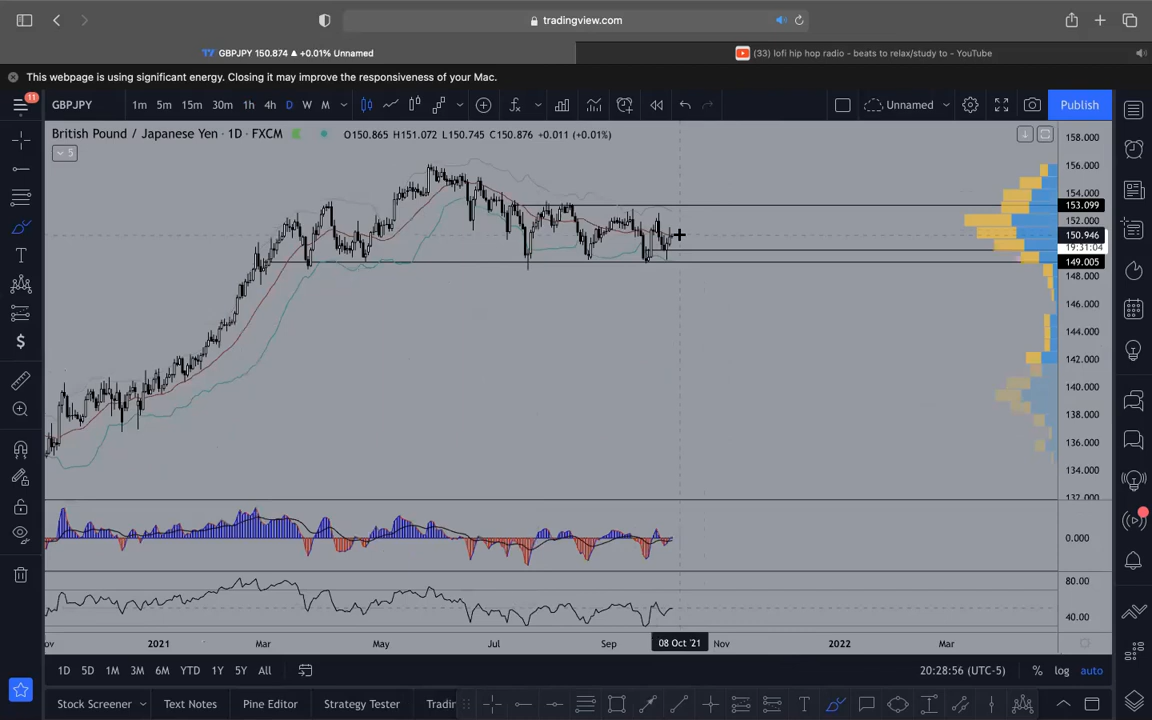 tradingview.com
GBPJPY 150.874 ▲ +0.01% Unnamed
(33) lofi hip hop radio - beats to relax/study to - YouTube
This webpage is using significant energy. Closing it may improve the responsiveness of your Mac.
11
GBPJPY 1m 5m 15m 30m 1h 4h D W M Unnamed Publish
British Pound / Japanese Yen · 1D · FXCM O150.865 H151.072 L150.745 C150.876 +0.011 (+0.01%)
5
158.000
156.000
154.000
153.099
152.000
150.946
19:31:04
149.005
148.000
146.000
144.000
142.000
140.000
138.000
136.000
134.000
132.000
0.000
80.00
40.00
ov 2021 Mar May Jul Sep 08 Oct '21 Nov 2022 Mar
1D 5D 1M 3M 6M YTD 1Y 5Y All 20:28:56 (UTC-5) % log auto
Stock Screener Text Notes Pine Editor Strategy Tester Tradin